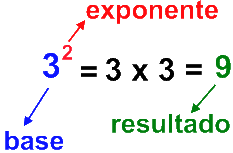 exponente
3² = 3 x 3 = 9
resultado
base